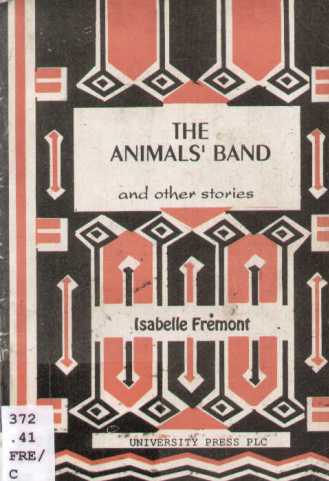 THE
ANIMALS' BAND
and other stories
Isabelle Fremont
UNIVERSITY PRESS PLC
372
.41
FRE/
C